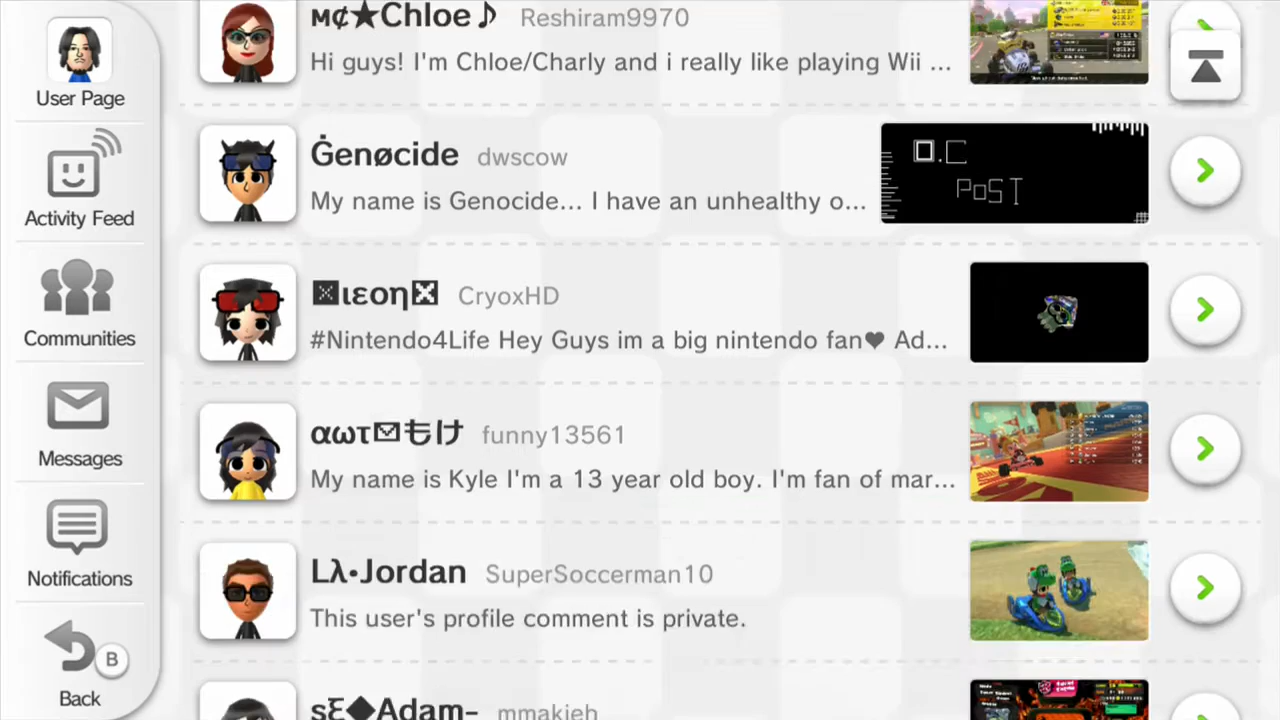 User Page
Activity Feed
Communities
Messages
Notifications
B
Back
м¢★Chloe♪ Reshiram9970
Hi guys! I'm Chloe/Charly and i really like playing Wii ...
Ġenøcide dwscow
My name is Genocide... I have an unhealthy o...
O.C
PoST
⊠ιεοη⊠ CryoxHD
#Nintendo4Life Hey Guys im a big nintendo fan♥ Ad...
αωτ✉もけ funny13561
My name is Kyle I'm a 13 year old boy. I'm fan of mar...
Lλ•Jordan SuperSoccerman10
This user's profile comment is private.
sξ◆Adam- mmakieh